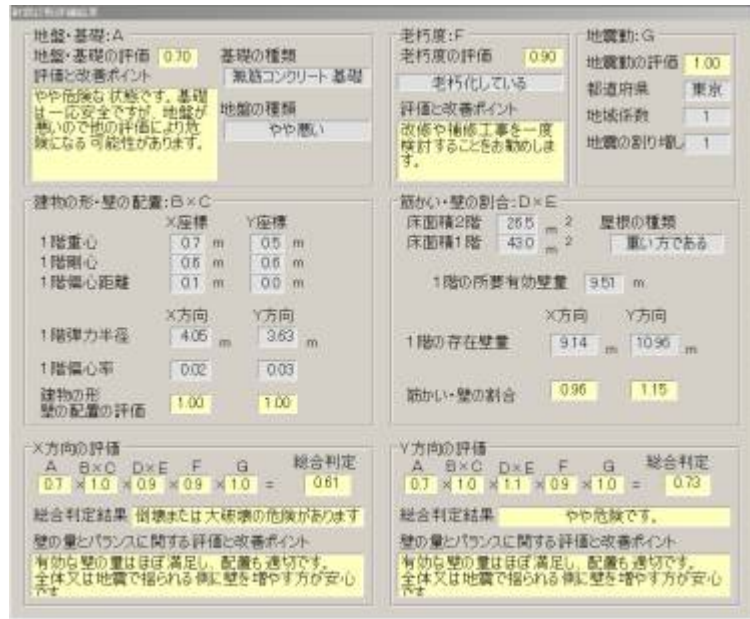 地盤・基礎:A
地盤・基礎の評価 0.70 基礎の種類
評価と改善ポイント 無筋コンクリート基礎
やや危険な状態です。基礎
は一応安全ですが、地盤が
悪いので他の評価により危
険になる可能性があります。
地盤の種類
やや悪い
老朽度:F
老朽度の評価 0.90
老朽化している
評価と改善ポイント
改修や補修工事を一度
検討することをお勧めしま
す。
地震動:G
地震動の評価 1.00
都道府県 東京
地域係数 1
地震の割り増し 1
建物の形・壁の配置:B×C
X座標 Y座標
1階重心 0.7 m 0.5 m
1階剛心 0.6 m 0.6 m
1階偏心距離 0.1 m 0.0 m
X方向 Y方向
1階弾力半径 4.05 m 3.63 m
1階偏心率 0.02 0.03
建物の形
壁の配置の評価 1.00 1.00
筋かい・壁の割合:D×E
床面積2階 26.5 m 2 屋根の種類
床面積1階 43.0 m 2 重い方である
1階の所要有効壁量 9.51 m
X方向 Y方向
1階の存在壁量 9.14 m 10.96 m
筋かい・壁の割合 0.96 1.15
X方向の評価
A B×C D×E F G 総合判定
0.7 ×1.0 ×0.9 ×0.9 ×1.0 = 0.61
総合判定結果 倒壊または大破壊の危険があります
壁の量とバランスに関する評価と改善ポイント
有効な壁の量はほぼ満足し、配置も適切です。
全体又は地震で揺られる側に壁を増やす方が安心
です
Y方向の評価
A B×C D×E F G 総合判定
0.7 ×1.0 ×1.1 ×0.9 ×1.0 = 0.73
総合判定結果 やや危険です。
壁の量とバランスに関する評価と改善ポイント
有効な壁の量はほぼ満足し、配置も適切です。
全体又は地震で揺られる側に壁を増やす方が安心
です